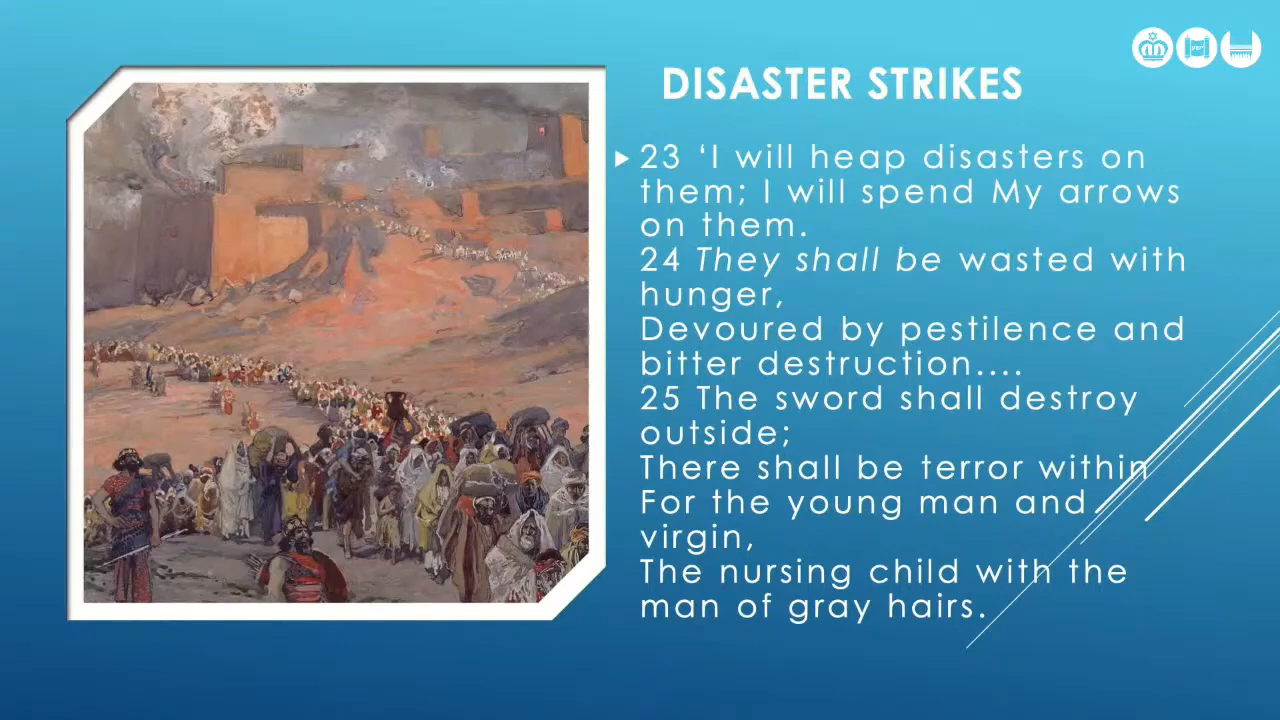 DISASTER STRIKES
23 ‘I will heap disasters on
them; I will spend My arrows
on them.
24 They shall be wasted with
hunger,
Devoured by pestilence and
bitter destruction....
25 The sword shall destroy
outside;
There shall be terror within
For the young man and
virgin,
The nursing child with the
man of gray hairs.